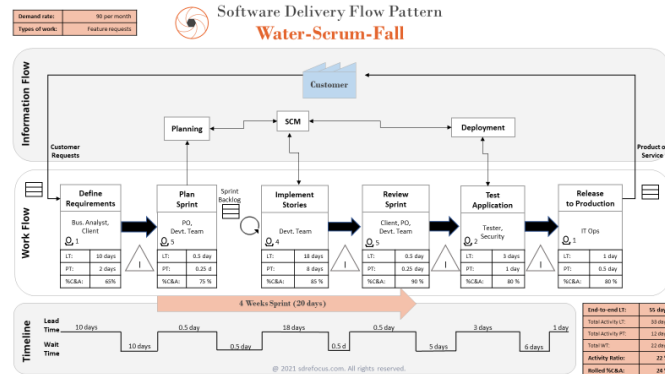 Demand rate: 90 per month
Types of work: Feature requests
Software Delivery Flow Pattern
Water-Scrum-Fall
Information Flow
Customer
Planning
SCM
Deployment
Customer
Requests
Product or
Service
Work Flow
Define
Requirements
Bus. Analyst,
Client
1
LT: 10 days
PT: 2 days
%C&A: 65%
I
Plan
Sprint
PO,
Devt. Team
5
LT: 0.5 day
PT: 0.25 d
%C&A: 75 %
Sprint
Backlog
Implement
Stories
Devt. Team
4
LT: 18 days
PT: 8 days
%C&A: 85 %
I
Review
Sprint
Client, PO,
Devt. Team
5
LT: 0.5 day
PT: 0.25 day
%C&A: 90 %
I
Test
Application
Tester,
Security
2
LT: 3 days
PT: 1 day
%C&A: 80 %
I
Release
to Production
IT Ops
1
LT: 1 day
PT: 0.5 day
%C&A: 80 %
4 Weeks Sprint (20 days)
Timeline
Lead
Time
10 days 0.5 day 18 days 0.5 day 3 days 1 day
Wait
Time
10 days 0.5 day 0.5 d 5 days 6 days
End-to-end LT: 55 day
Total Activity LT:
Total Activity PT: 12 day
Total WT: 22 day
Activity Ratio: 22
Rolled %C&A: 24
@ 2021 sdrefocus.com. All rights reserved.